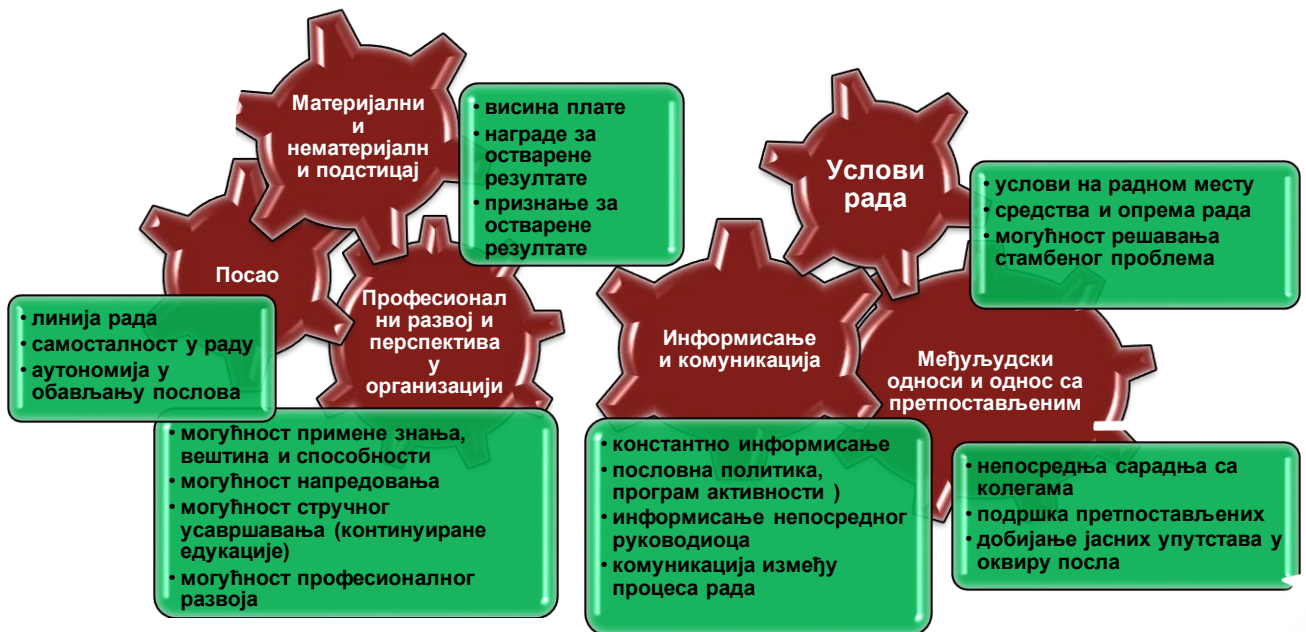 Материјални
и
нематеријалн
и подстицај
• висина плате
• награде за
остварене
резултате
• признање за
остварене
резултате
Посао
• линија рада
• самосталност у раду
• аутономија у
обављању послова
Професионал
ни развој и
перспектива
у
организацији
• могућност примене знања,
вештина и способности
• могућност напредовања
• могућност стручног
усавршавања (континуиране
едукације)
• могућност професионалног
развоја
Информисање
и комуникација
• константно информисање
• пословна политика,
програм активности )
• информисање непосредног
руководиоца
• комуникација између
процеса рада
Услови
рада
• услови на радном месту
• средства и опрема рада
• могућност решавања
стамбеног проблема
Међуљудски
односи и однос са
претпостављеним
• непосредња сарадња са
колегама
• подршка претпостављених
• добијање јасних упутстава у
оквиру посла